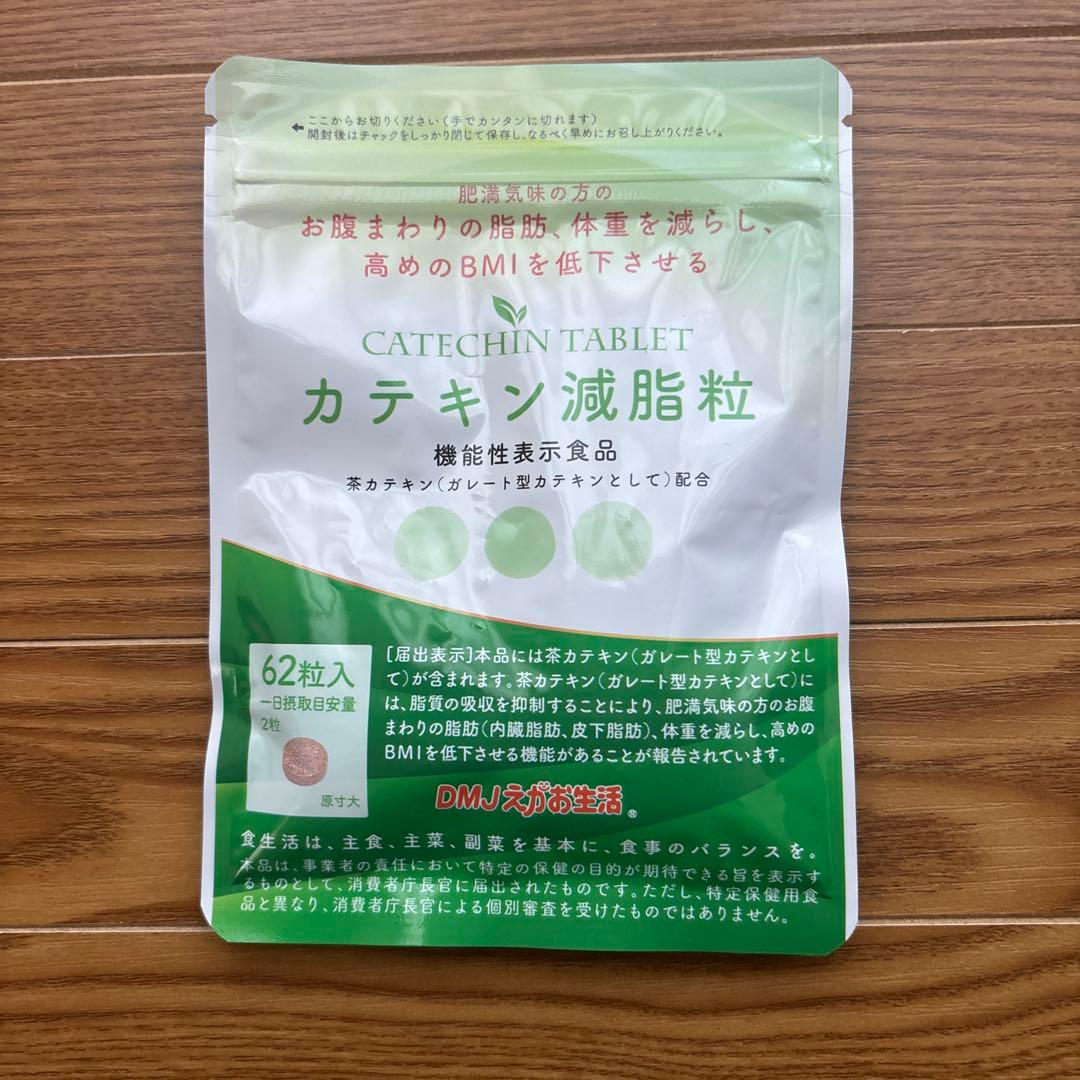 ここからお切りください(手でカンタンに切れます)
開封後はチャックをしっかり閉じて保存し、なるべく早めにお召し上がりください。
肥満気味の方の
お腹まわりの脂肪、体重を減らし、
高めのBMIを低下させる
CATECHIN TABLET
カテキン減脂粒
機能性表示食品
茶カテキン(ガレート型カテキンとして)配合
62粒入
一日摂取目安量
2粒
原寸大
[届出表示]本品には茶カテキン(ガレート型カテキンとし
て)が含まれます。茶カテキン(ガレート型カテキンとして)に
は、脂質の吸収を抑制することにより、肥満気味の方のお腹
まわりの脂肪(内臓脂肪、皮下脂肪)、体重を減らし、高めの
BMIを低下させる機能があることが報告されています。
DMJえがお生活®
食生活は、主食、主菜、副菜を基本に、食事のバランスを。
本品は、事業者の責任において特定の保健の目的が期待できる旨を表示す
るものとして、消費者庁長官に届出されたものです。ただし、特定保健用食
品と異なり、消費者庁長官による個別審査を受けたものではありません。